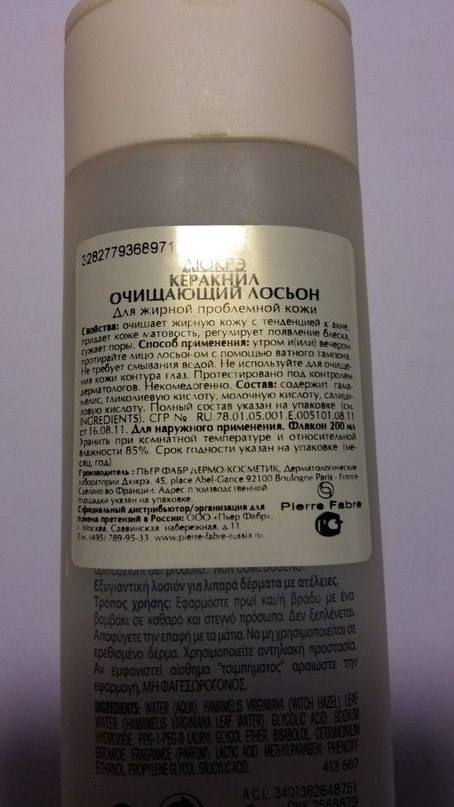 3282779368971
ДЮКРЭ
КЕРАКНИЛ
ОЧИЩАЮЩИЙ ЛОСЬОН
Для жирной проблемной кожи
Свойства: очищает жирную кожу с тенденцией к акне,
придает коже матовость, регулирует появление блеска,
сужает поры. Способ применения: утром и(или) вечером
протирайте лицо лосьоном с помощью ватного тампона.
Не требует смывания водой. Не используйте для очище-
ния кожи контура глаз. Протестировано под контролем
дерматологов. Некомедогенно. Состав: содержит гама-
мелис, гликолиевую кислоту, молочную кислоту, салици-
ловую кислоту. Полный состав указан на упаковке (см.
INGREDIENTS). СГР № RU.78.01.05.001.E.005101.08.11
от 16.08.11. Для наружного применения. Флакон 200 мл
Хранить при комнатной температуре и относительной
влажности 85%. Срок годности указан на упаковке (ме-
сяц, год)
Производитель: ПЬЕР ФАБР ДЕРМО-КОСМЕТИК, Дерматологические
лаборатории Дюкрэ. 45, place Abel-Gance 92100 Boulogne Paris - France
Сделано во Франции. Адрес производственной
площадки указан на упаковке.
Официальный дистрибьютор/организация для
приема претензий в России: ООО «Пьер Фабр»,
г. Москва, Саввинская набережная, д.11
Тел. (495) 789-95-33 www.pierre-fabre-russia.ru
Pierre Fabre
applicazioni del prodotto. NON COMEDOGENO.
Εξυγιαντική λοσιόν για λιπαρά δέρματα με ατέλειες.
Τρόπος χρήσης: Εφαρμόστε πρωί και/ή βράδυ με ένα
βαμβάκι σε καθαρό και στεγνό πρόσωπο. Δεν ξεπλένεται.
Αποφύγετε την επαφή με τα μάτια. Να μη χρησιμοποιείται σε
ερεθισμένο δέρμα. Χρησιμοποιείτε αντηλιακή προστασία.
Αν εμφανιστεί αίσθημα "τσιμπήματος" αραιώστε την
εφαρμογή. ΜΗ ΦΑΓΕΣΩΡΟΓΟΝΟΣ.
INGREDIENTS: WATER (AQUA). HAMAMELIS VIRGINIANA (WITCH HAZEL) LEAF
WATER (HAMAMELIS VIRGINIANA LEAF WATER). GLYCOLIC ACID. SODIUM
HYDROXIDE. PPG-1-PEG-9 LAURYL GLYCOL ETHER. BISABOLOL. CETRIMONIUM
BROMIDE. FRAGRANCE (PARFUM). LACTIC ACID. METHYLPARABEN. PHENOXY-
ETHANOL. PROPYLENE GLYCOL. SALICYLIC ACID. 413 567
A.C.L. 3401362648751